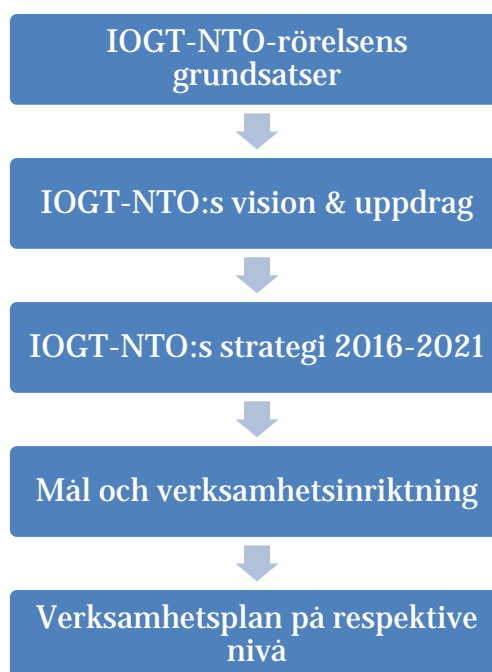 IOGT-NTO-rörelsens
grundsatser
IOGT-NTO:s vision & uppdrag
IOGT-NTO:s strategi 2016-2021
Mål och verksamhetsinriktning
Verksamhetsplan på respektive
nivå